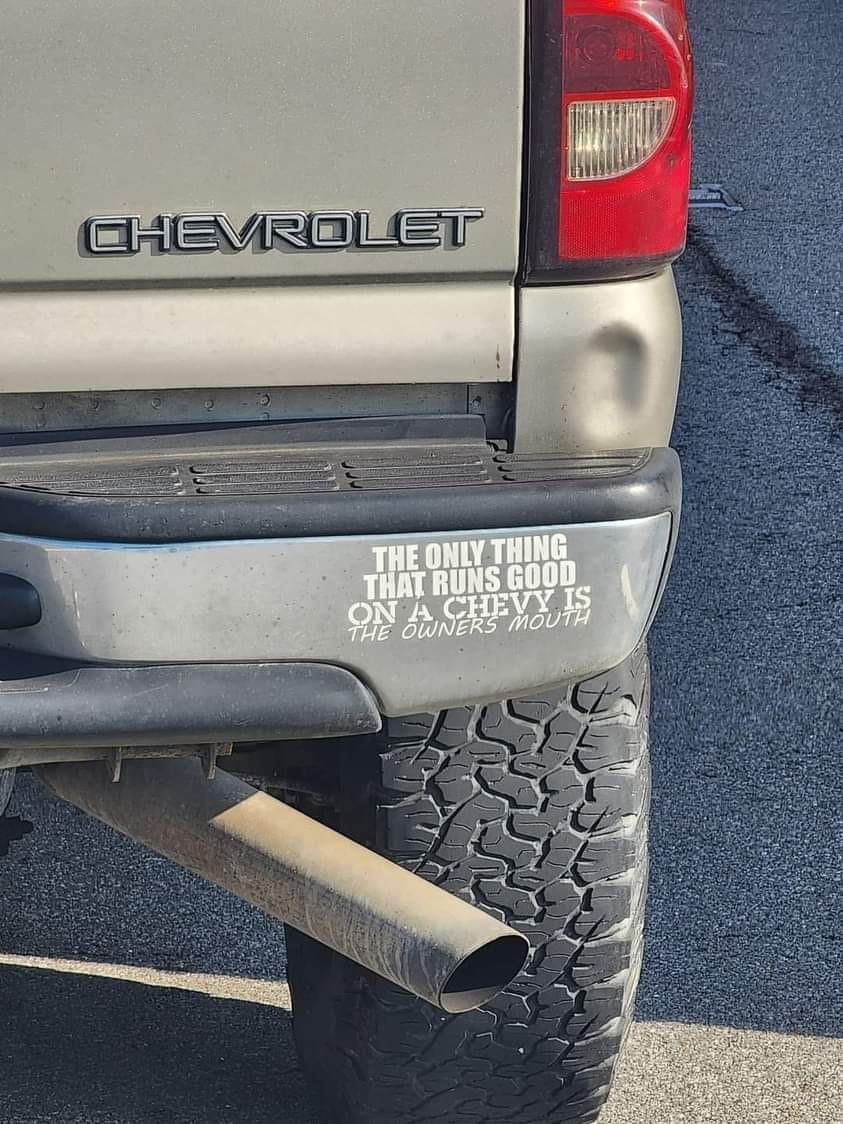 CHEVROLET
THE ONLY THING
THAT RUNS GOOD
ON A CHEVY IS
THE OWNERS MOUTH